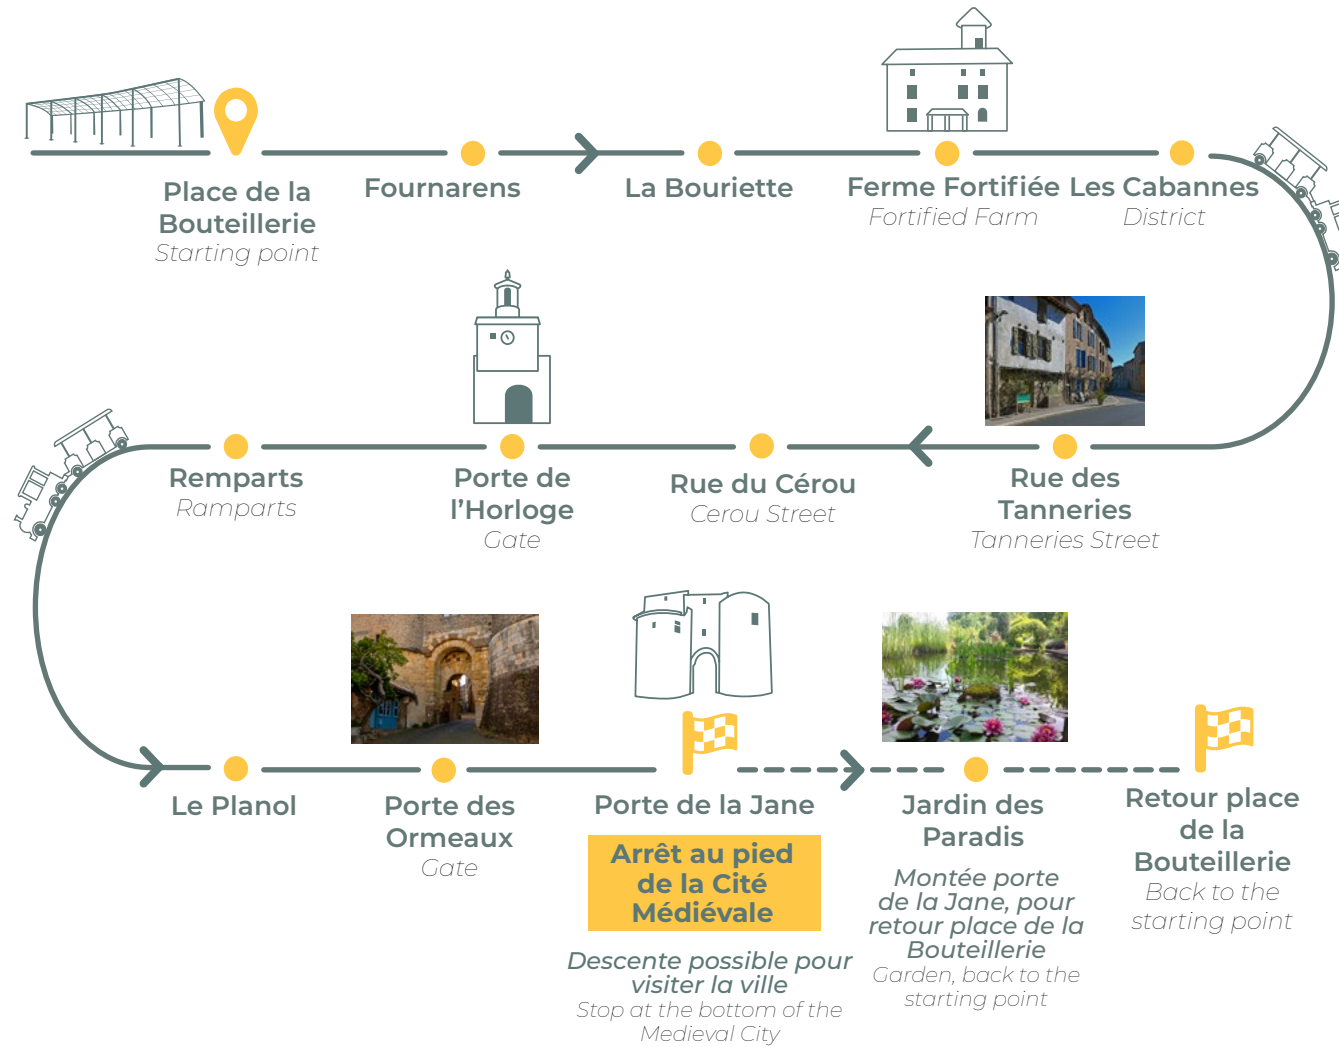 Place de la
Bouteillerie
Starting point
Fournarens
La Bouriette
Ferme Fortifiée
Fortified Farm
Les Cabannes
District
Rue des
Tanneries
Tanneries Street
Rue du Cérou
Cerou Street
Porte de
l’Horloge
Gate
Remparts
Ramparts
Le Planol
Porte des
Ormeaux
Gate
Porte de la Jane
Arrêt au pied
de la Cité
Médiévale
Descente possible pour
visiter la ville
Stop at the bottom of the
Medieval City
Jardin des
Paradis
Montée porte
de la Jane, pour
retour place de la
Bouteillerie
Garden, back to the
starting point
Retour place
de la
Bouteillerie
Back to the
starting point